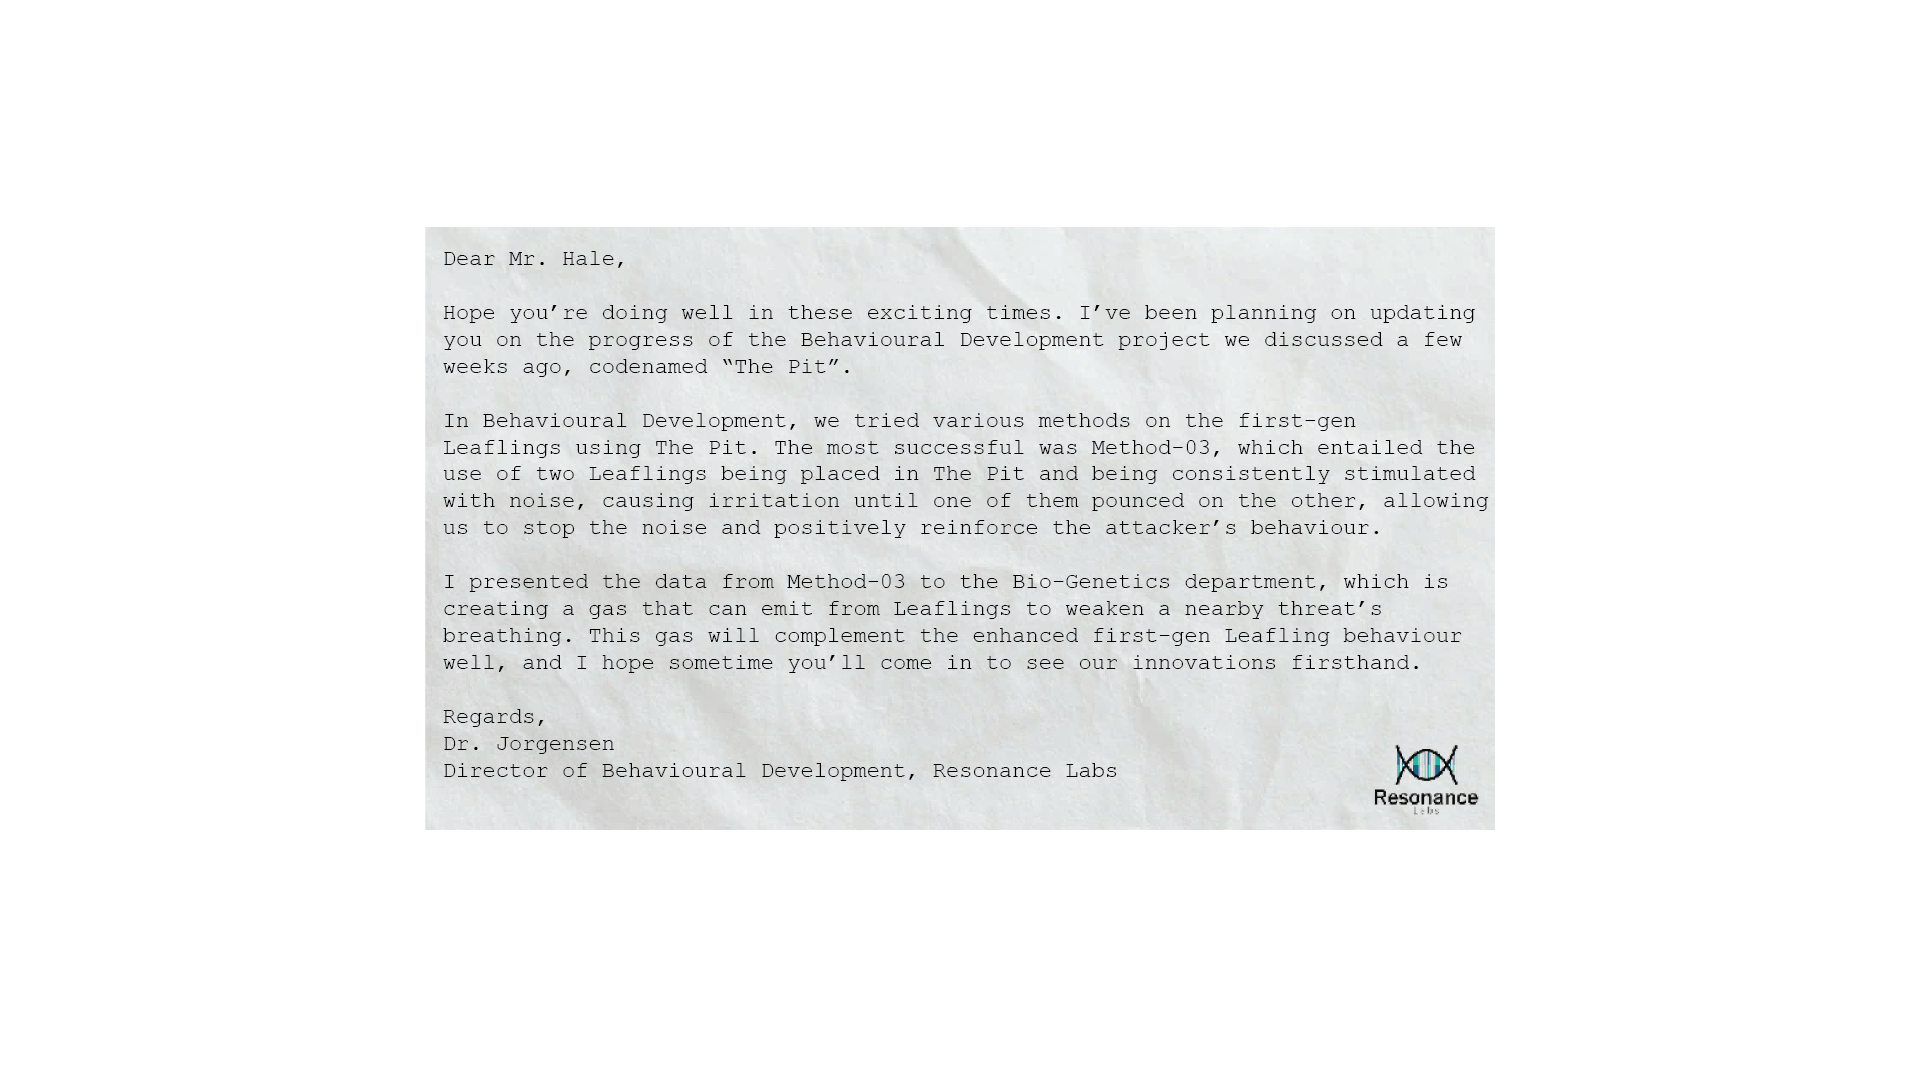 Dear Mr. Hale,
Hope you’re doing well in these exciting times. I’ve been planning on updating
you on the progress of the Behavioural Development project we discussed a few
weeks ago, codenamed “The Pit”.
In Behavioural Development, we tried various methods on the first-gen
Leaflings using The Pit. The most successful was Method-03, which entailed the
use of two Leaflings being placed in The Pit and being consistently stimulated
with noise, causing irritation until one of them pounced on the other, allowing
us to stop the noise and positively reinforce the attacker’s behaviour.
I presented the data from Method-03 to the Bio-Genetics department, which is
creating a gas that can emit from Leaflings to weaken a nearby threat’s
breathing. This gas will complement the enhanced first-gen Leafling behaviour
well, and I hope sometime you’ll come in to see our innovations firsthand.
Regards,
Dr. Jorgensen
Director of Behavioural Development, Resonance Labs
Resonance
Labs